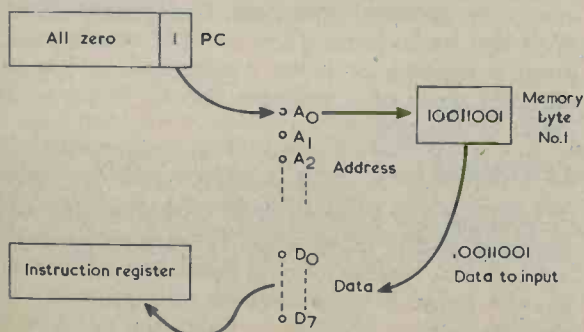 All zero
1
PC
A0
A1
A2
Address
10011001
Memory
byte
No.1
Instruction register
D0
Data
D7
10011001
Data to input